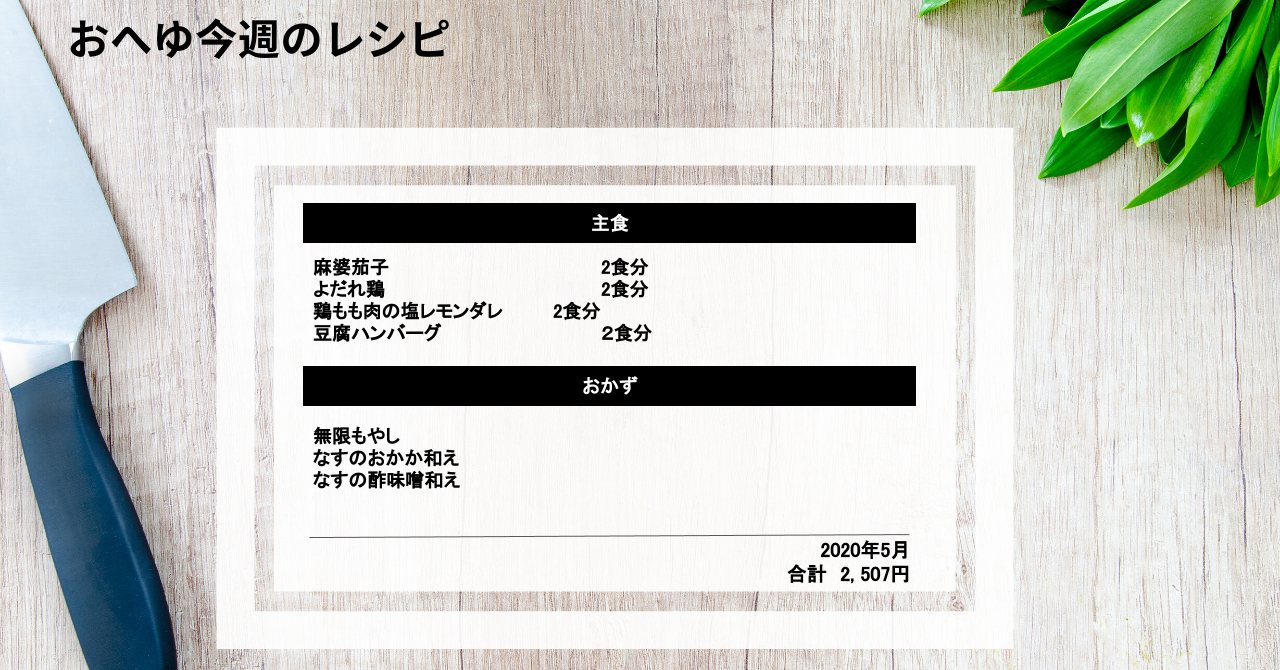 おへゆ今週のレシピ
主食
麻婆茄子 2食分
よだれ鶏 2食分
鶏もも肉の塩レモンダレ 2食分
豆腐ハンバーグ ２食分
おかず
無限もやし
なすのおかか和え
なすの酢味噌和え
2020年5月
合計 2,507円